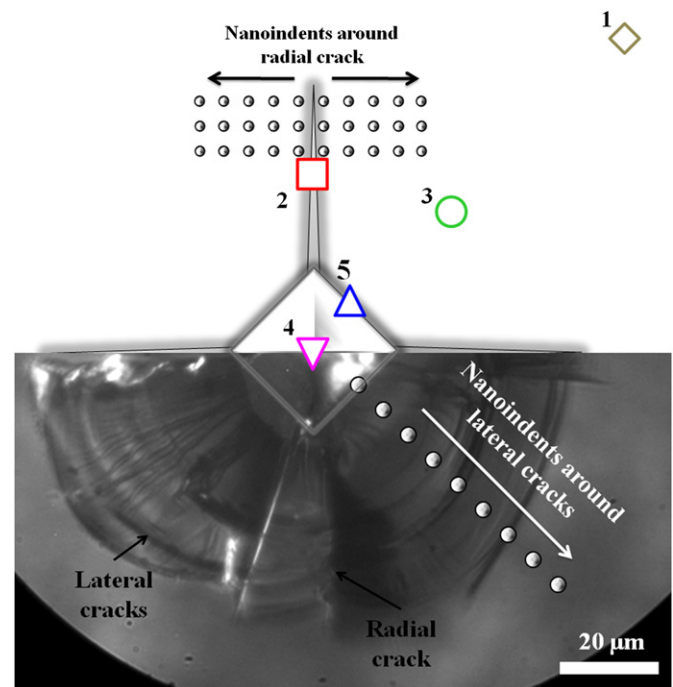 1
Nanoindents around
radial crack
2
3
5
4
Nanoindents around
lateral cracks
Lateral
cracks
Radial
crack
20 μm